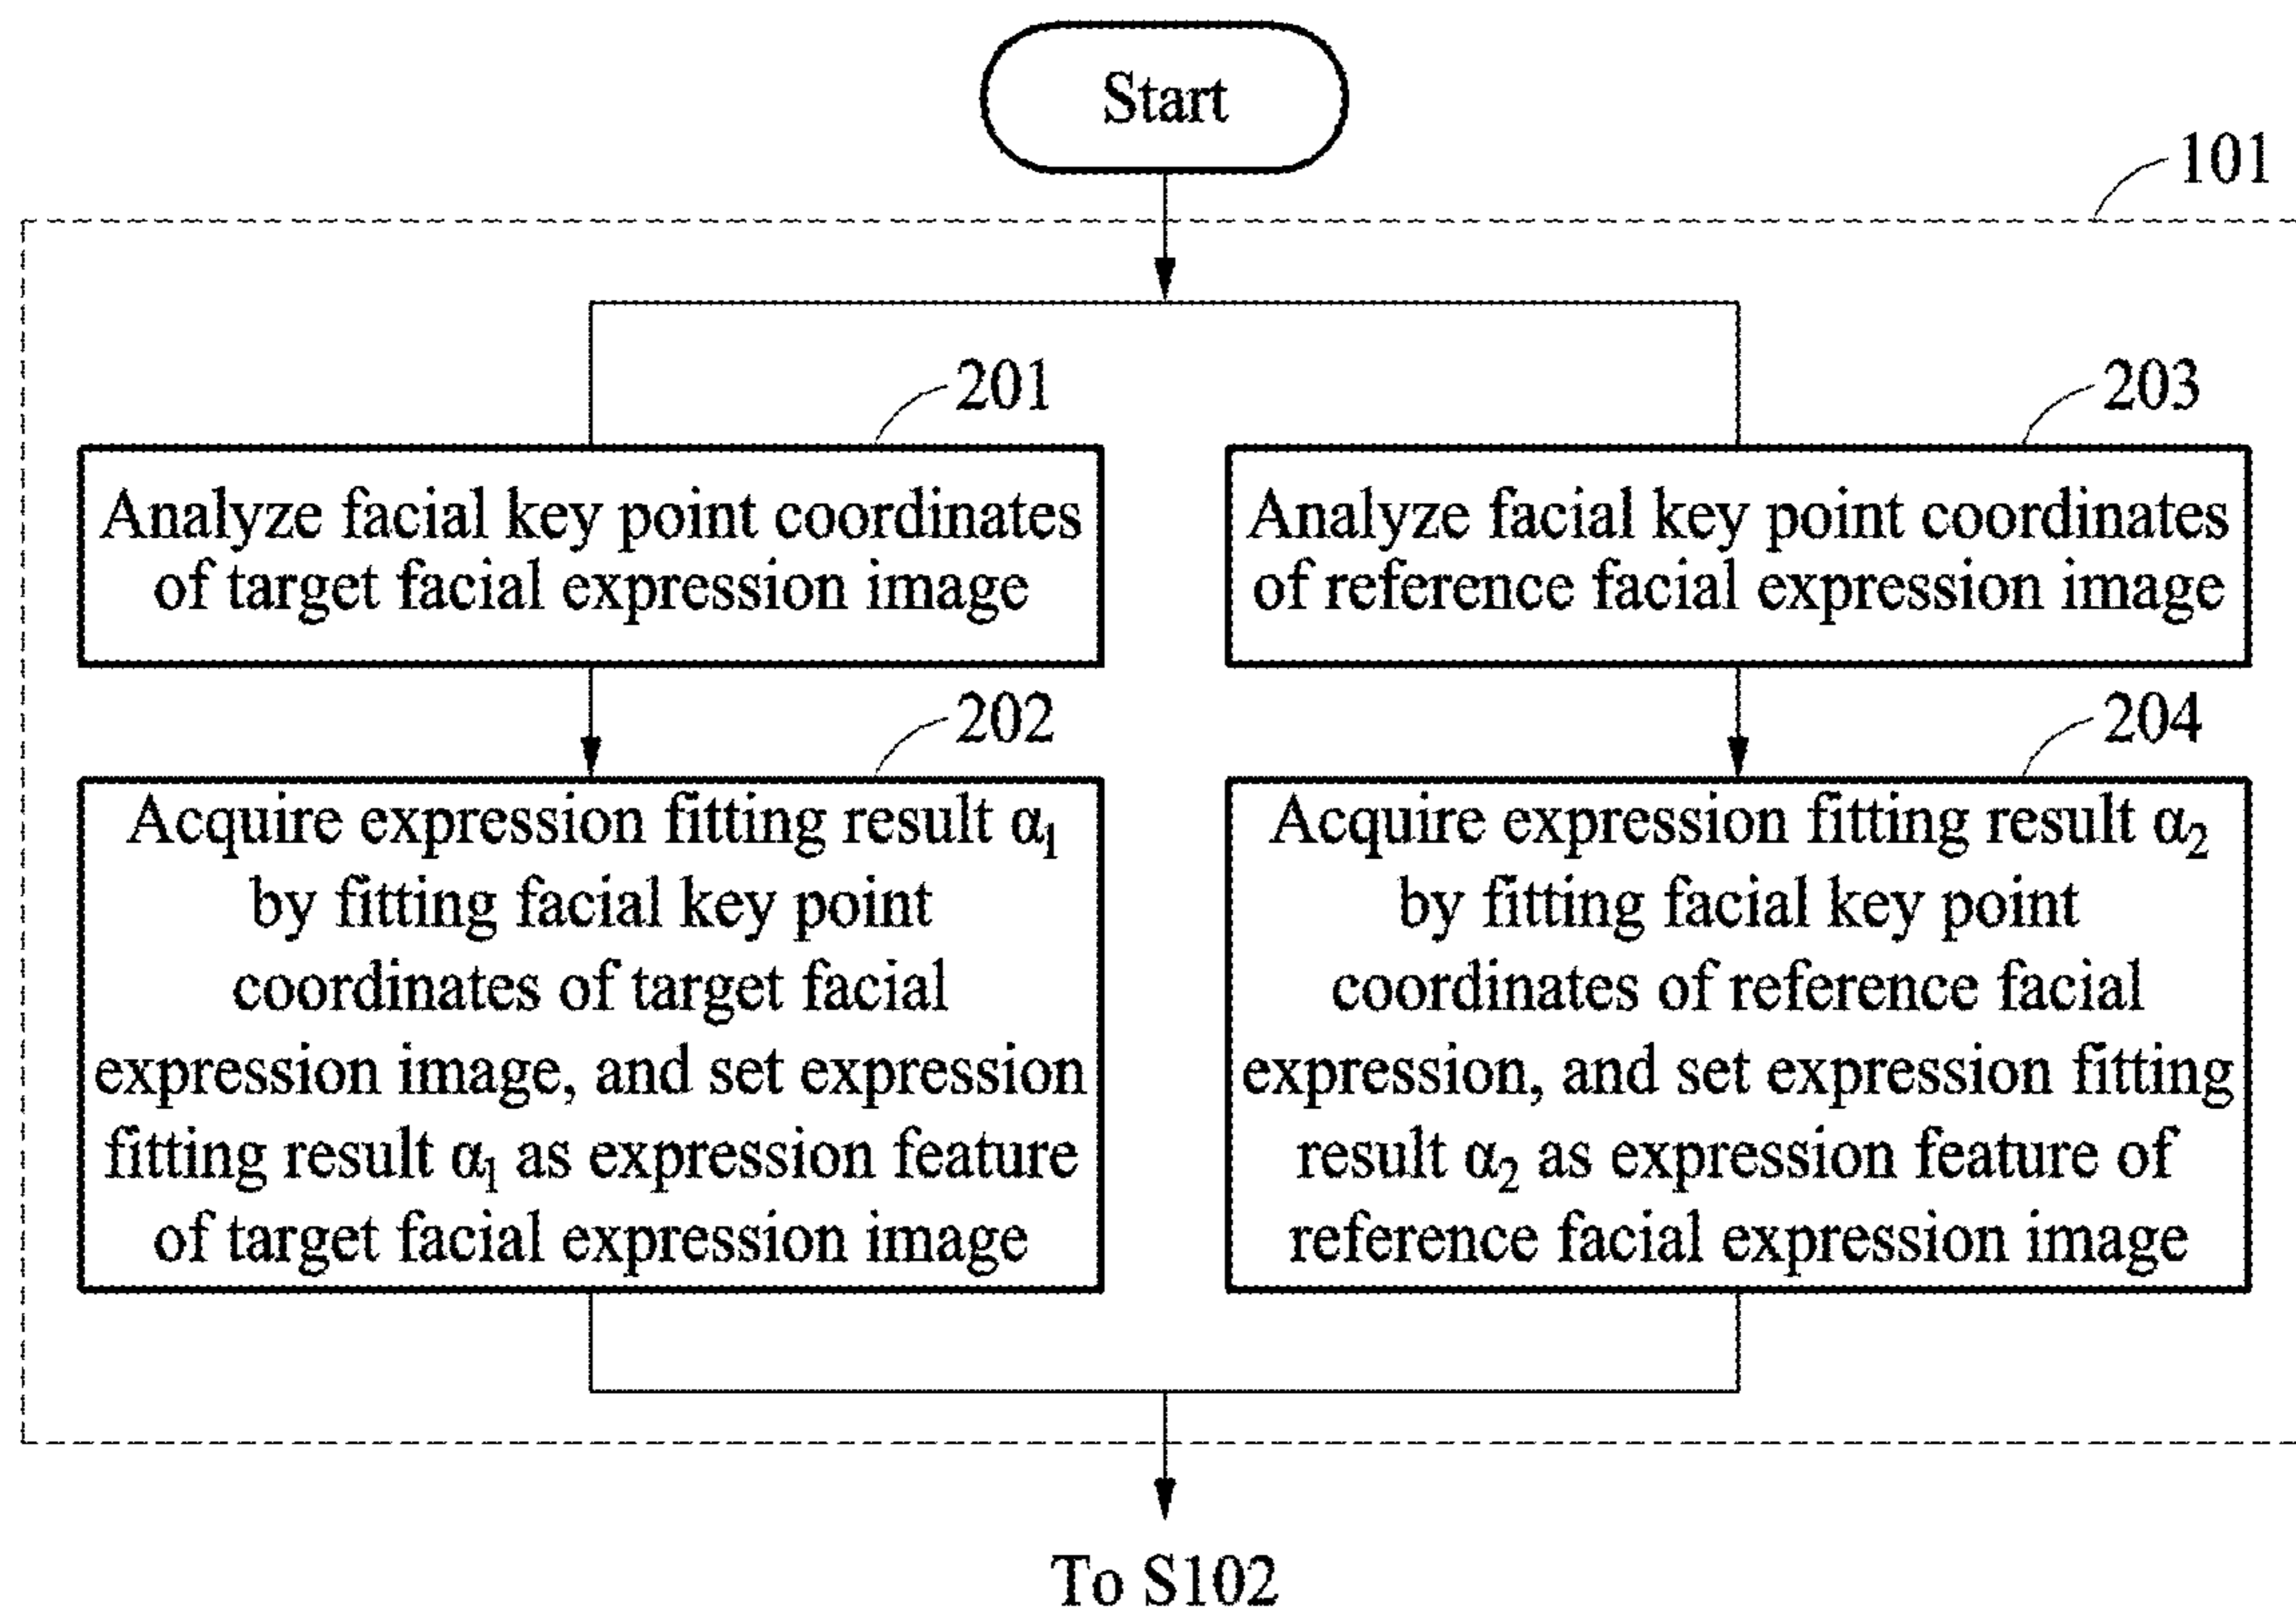 Start
101
201
Analyze facial key point coordinates
of target facial expression image
203
Analyze facial key point coordinates
of reference facial expression image
202
Acquire expression fitting result α₁
by fitting facial key point
coordinates of target facial
expression image, and set expression
fitting result α₁ as expression feature
of target facial expression image
204
Acquire expression fitting result α₂
by fitting facial key point
coordinates of reference facial
expression, and set expression fitting
result α₂ as expression feature of
reference facial expression image
To S102